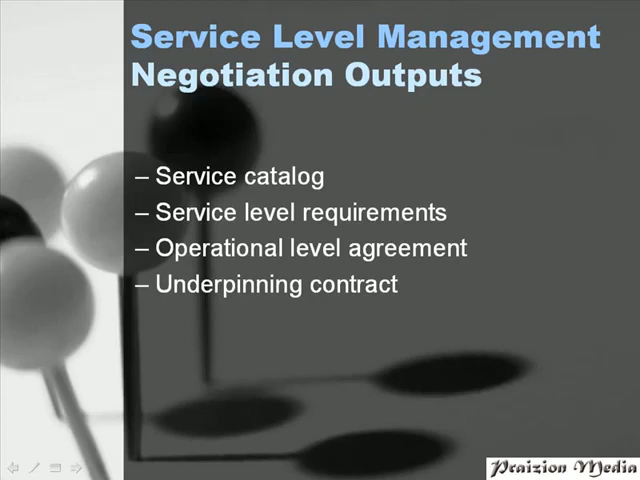 Service Level Management
Negotiation Outputs
– Service catalog
– Service level requirements
– Operational level agreement
– Underpinning contract
Praizion Media